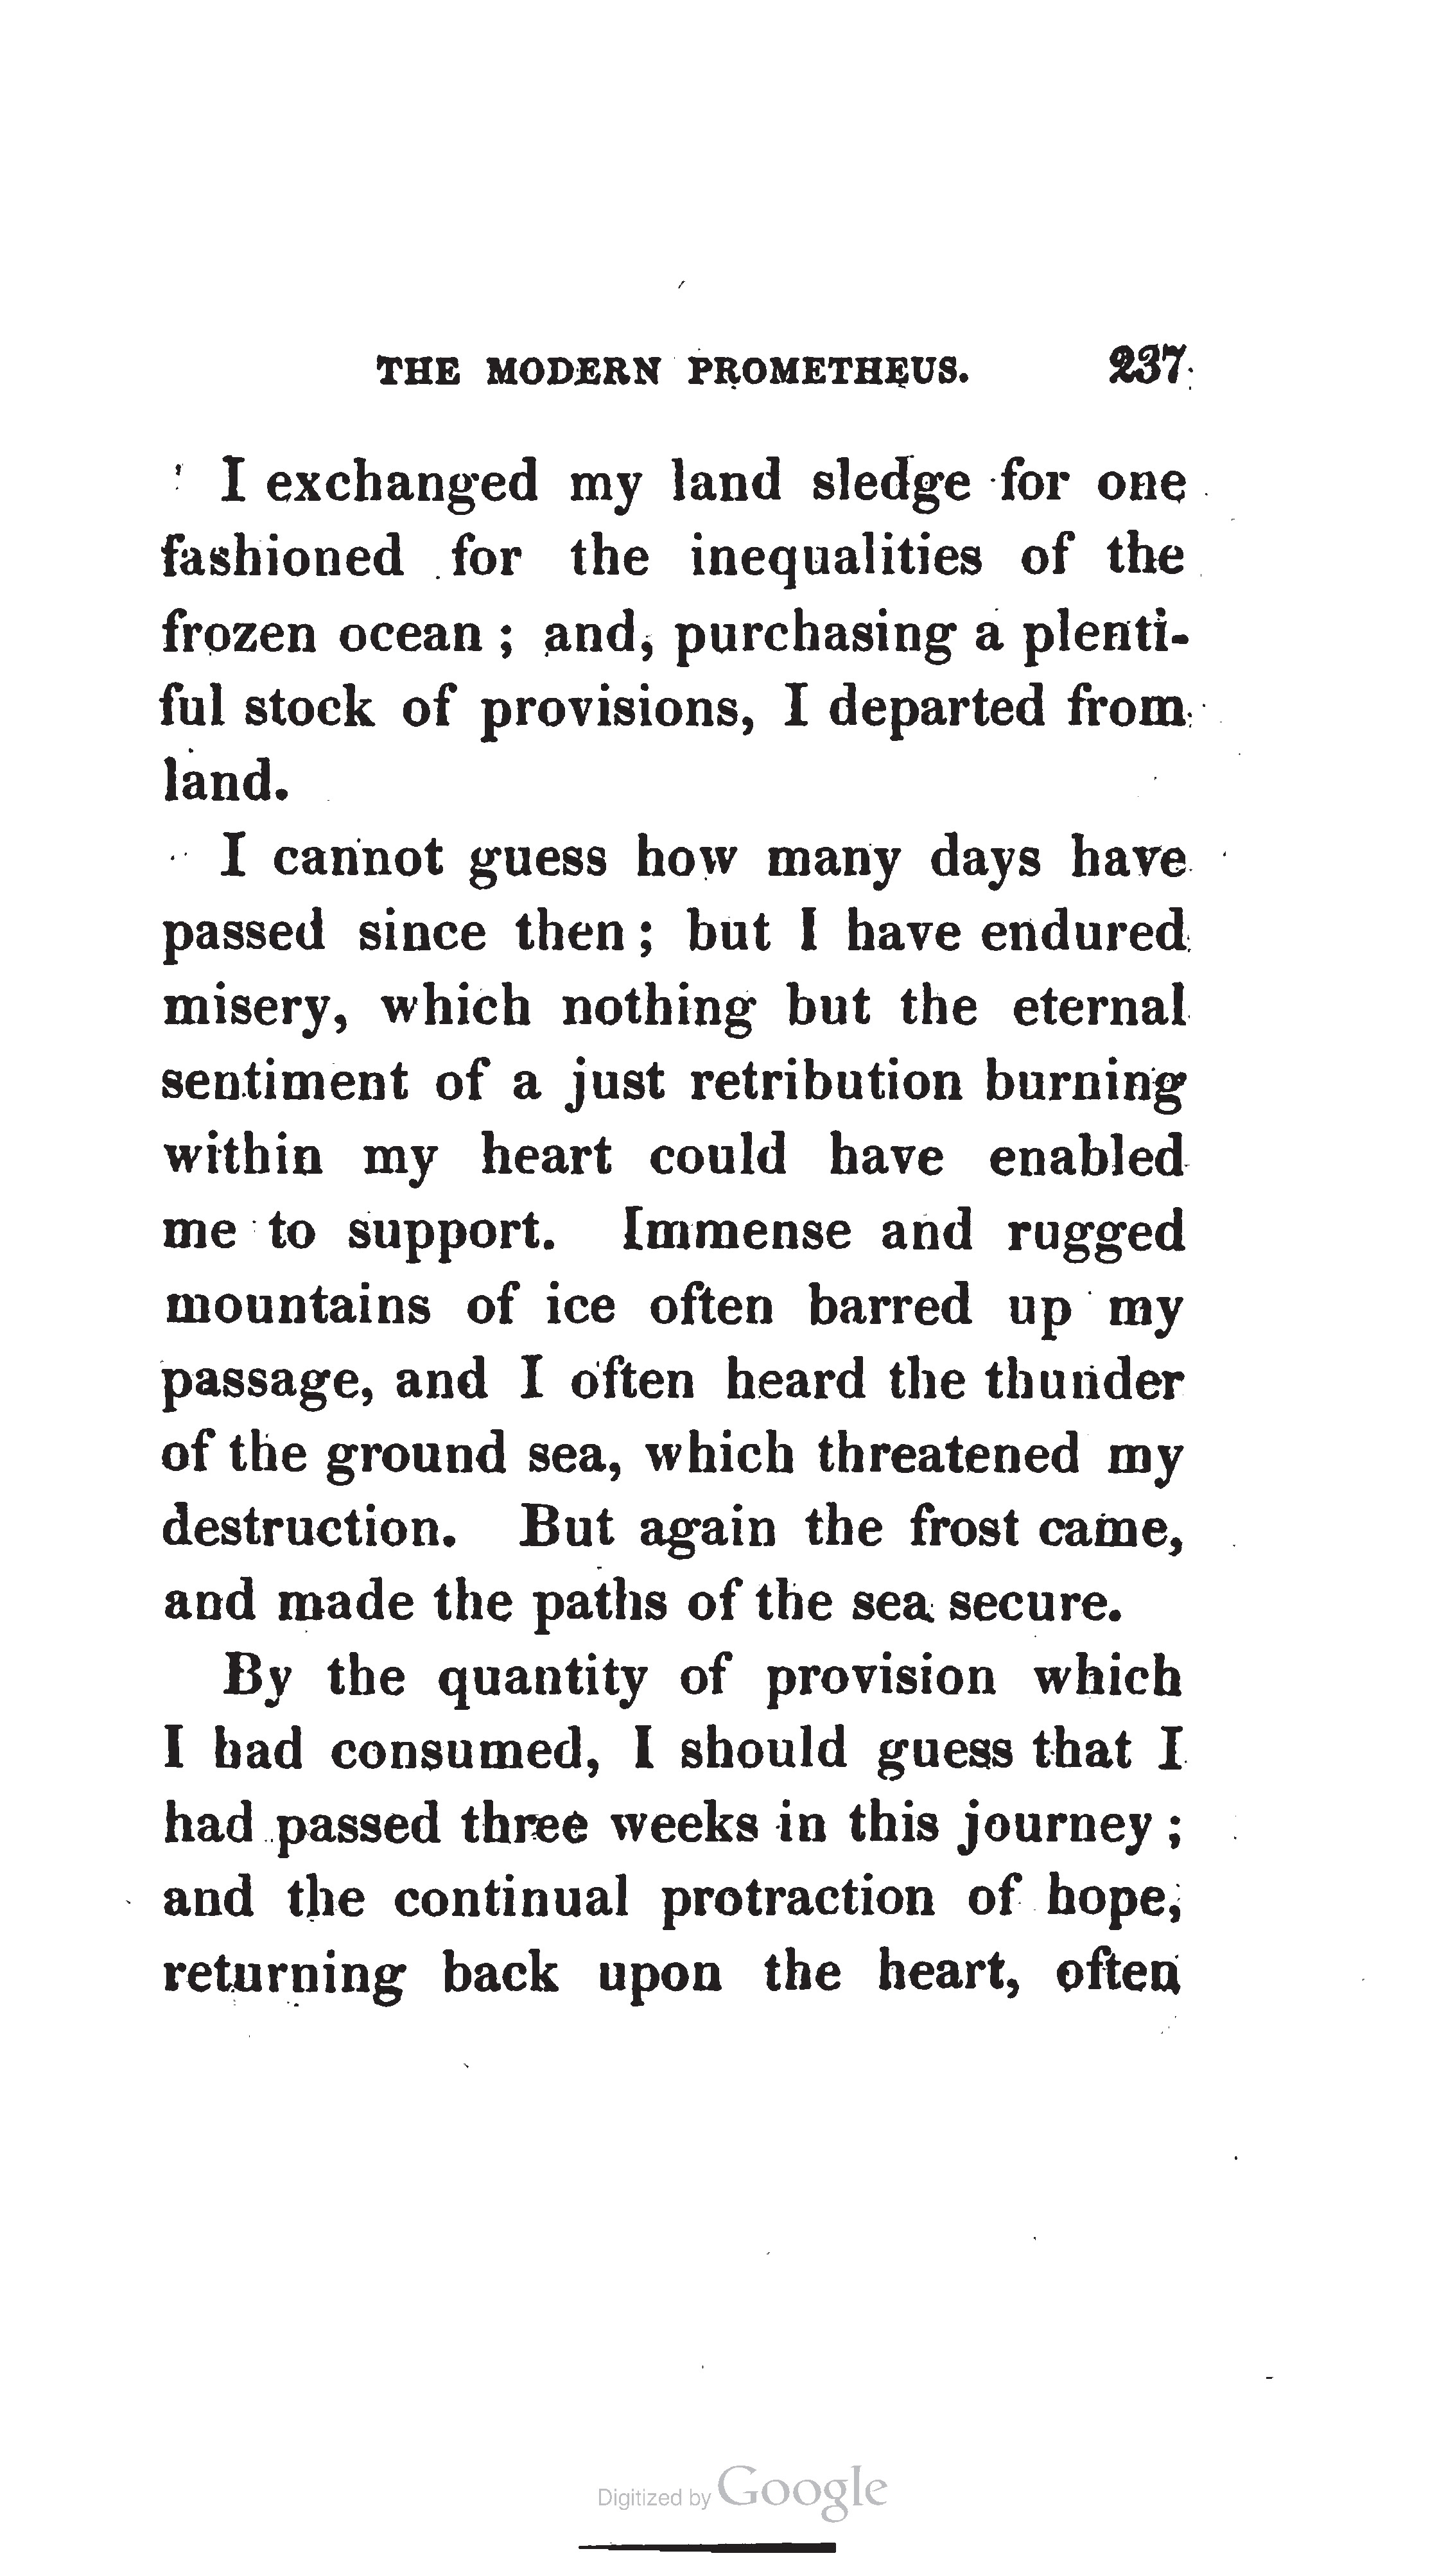 THE MODERN PROMETHEUS. 237
I exchanged my land sledge for one
fashioned for the inequalities of the
frozen ocean ; and, purchasing a plenti-
ful stock of provisions, I departed from
land.
I cannot guess how many days have
passed since then ; but I have endured
misery, which nothing but the eternal
sentiment of a just retribution burning
within my heart could have enabled
me to support. Immense and rugged
mountains of ice often barred up my
passage, and I often heard the thunder
of the ground sea, which threatened my
destruction. But again the frost came,
and made the paths of the sea secure.
By the quantity of provision which
I had consumed, I should guess that I
had passed three weeks in this journey ;
and the continual protraction of hope,
returning back upon the heart, often
Digitized by Google